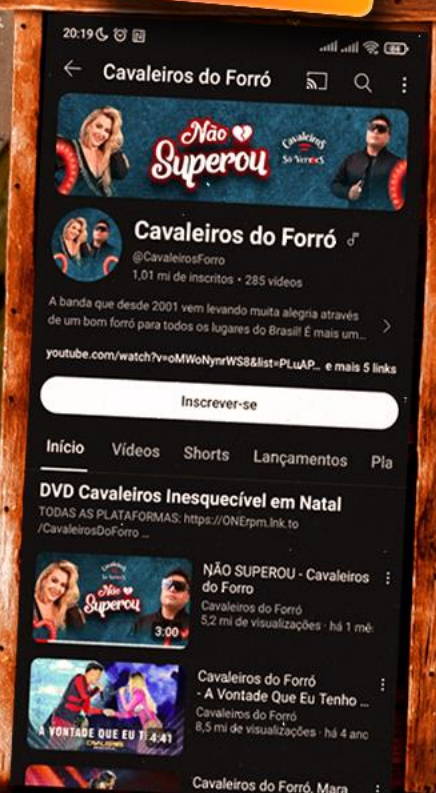 20:19
84
Cavaleiros do Forró
Não
Superou
Cavaleiros
Só Verões
Cavaleiros do Forró
@CavaleirosForro
1,01 mi de inscritos • 285 vídeos
A banda que desde 2001 vem levando muita alegria através
de um bom forró para todos os lugares do Brasil! É mais um...
youtube.com/watch?v=oMWoNynrWS8&list=PLuAP... e mais 5 links
Inscrever-se
Início Vídeos Shorts Lançamentos Pla
DVD Cavaleiros Inesquecível em Natal
TODAS AS PLATAFORMAS: https://ONErpm.lnk.to
/CavaleirosDoForro ...
Não
Superou
3:00
NÃO SUPEROU - Cavaleiros
do Forro
Cavaleiros do Forró
5,2 mi de visualizações · há 1 mê
A VONTADE QUE EU T
4:41
Cavaleiros do Forró
- A Vontade Que Eu Tenho ...
Cavaleiros do Forró
8,5 mi de visualizações · há 4 anc
Cavaleiros do Forró, Mara